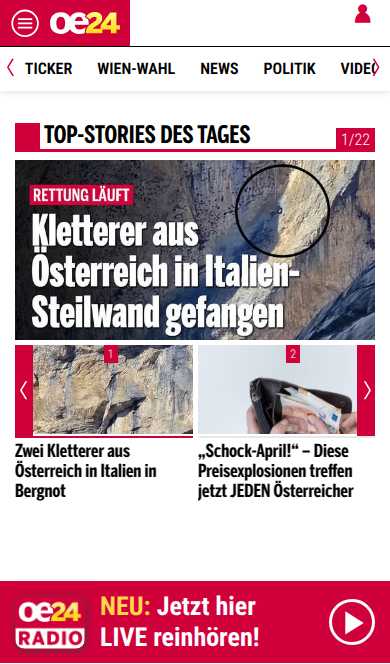 oe24
TICKER WIEN-WAHL NEWS POLITIK VIDEO
TOP-STORIES DES TAGES
1/22
RETTUNG LÄUFT
Kletterer aus
Österreich in Italien-
Steilwand gefangen
1
2
Zwei Kletterer aus
Österreich in Italien in
Bergnot
„Schock-April!“ – Diese
Preisexplosionen treffen
jetzt JEDEN Österreicher
oe24
RADIO
NEU: Jetzt hier
LIVE reinhören!